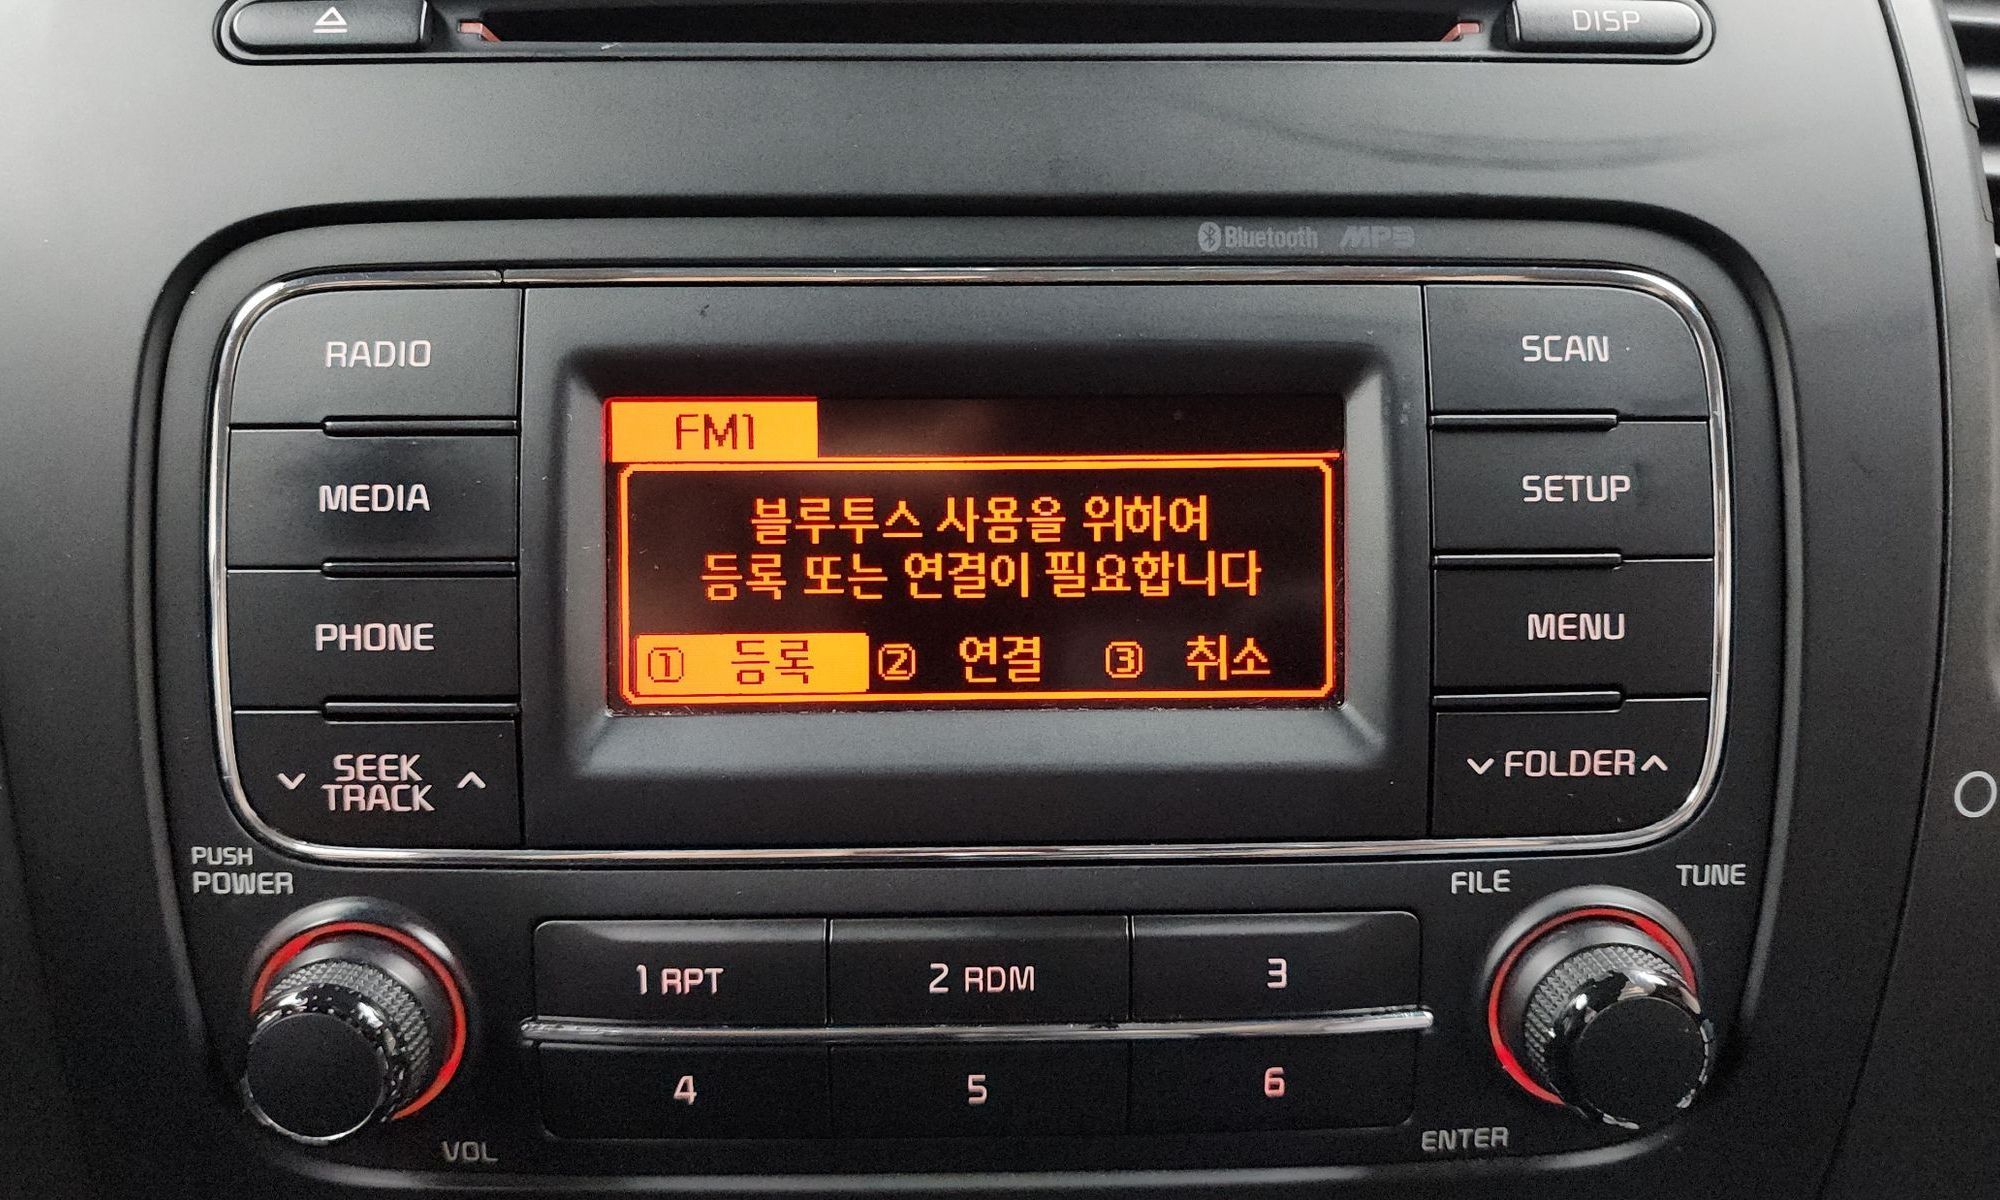 DISP
Bluetooth MP3
RADIO
MEDIA
PHONE
SEEK
TRACK
FM1
블루투스 사용을 위하여
등록 또는 연결이 필요합니다
① 등록 ② 연결 ③ 취소
SCAN
SETUP
MENU
FOLDER
PUSH
POWER
VOL
1 RPT
2 RDM
3
4
5
6
FILE
TUNE
ENTER